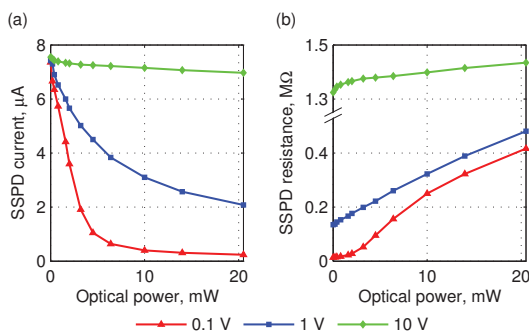 (a)
(b)
SSPD current, μA
8
6
4
2
0
0
10
20
Optical power, mW
SSPD resistance, MΩ
1.5
1.3
0.4
0.2
0
0
10
20
Optical power, mW
0.1 V
1 V
10 V